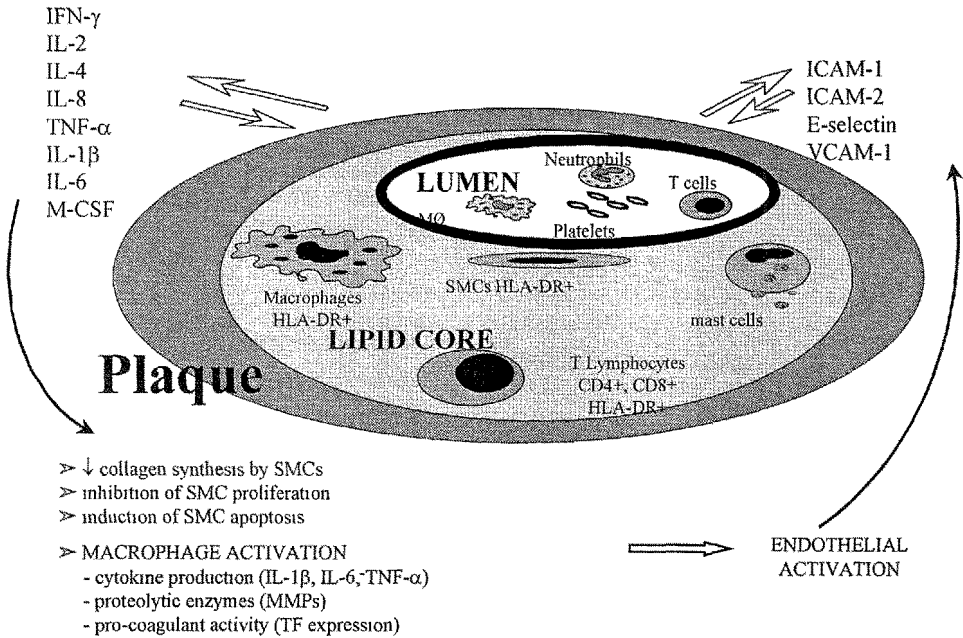 IFN-γ
IL-2
IL-4
IL-8
TNF-α
IL-1β
IL-6
M-CSF
ICAM-1
ICAM-2
E-selectin
VCAM-1
Neutrophils
LUMEN
T cells
MØ
Platelets
Macrophages
HLA-DR+
SMCs HLA-DR+
mast cells
LIPID CORE
Plaque
T Lymphocytes
CD4+, CD8+
HLA-DR+
➢ ↓ collagen synthesis by SMCs
➢ inhibition of SMC proliferation
➢ induction of SMC apoptosis
➢ MACROPHAGE ACTIVATION
- cytokine production (IL-1β, IL-6, TNF-α)
- proteolytic enzymes (MMPs)
- pro-coagulant activity (TF expression)
ENDOTHELIAL
ACTIVATION